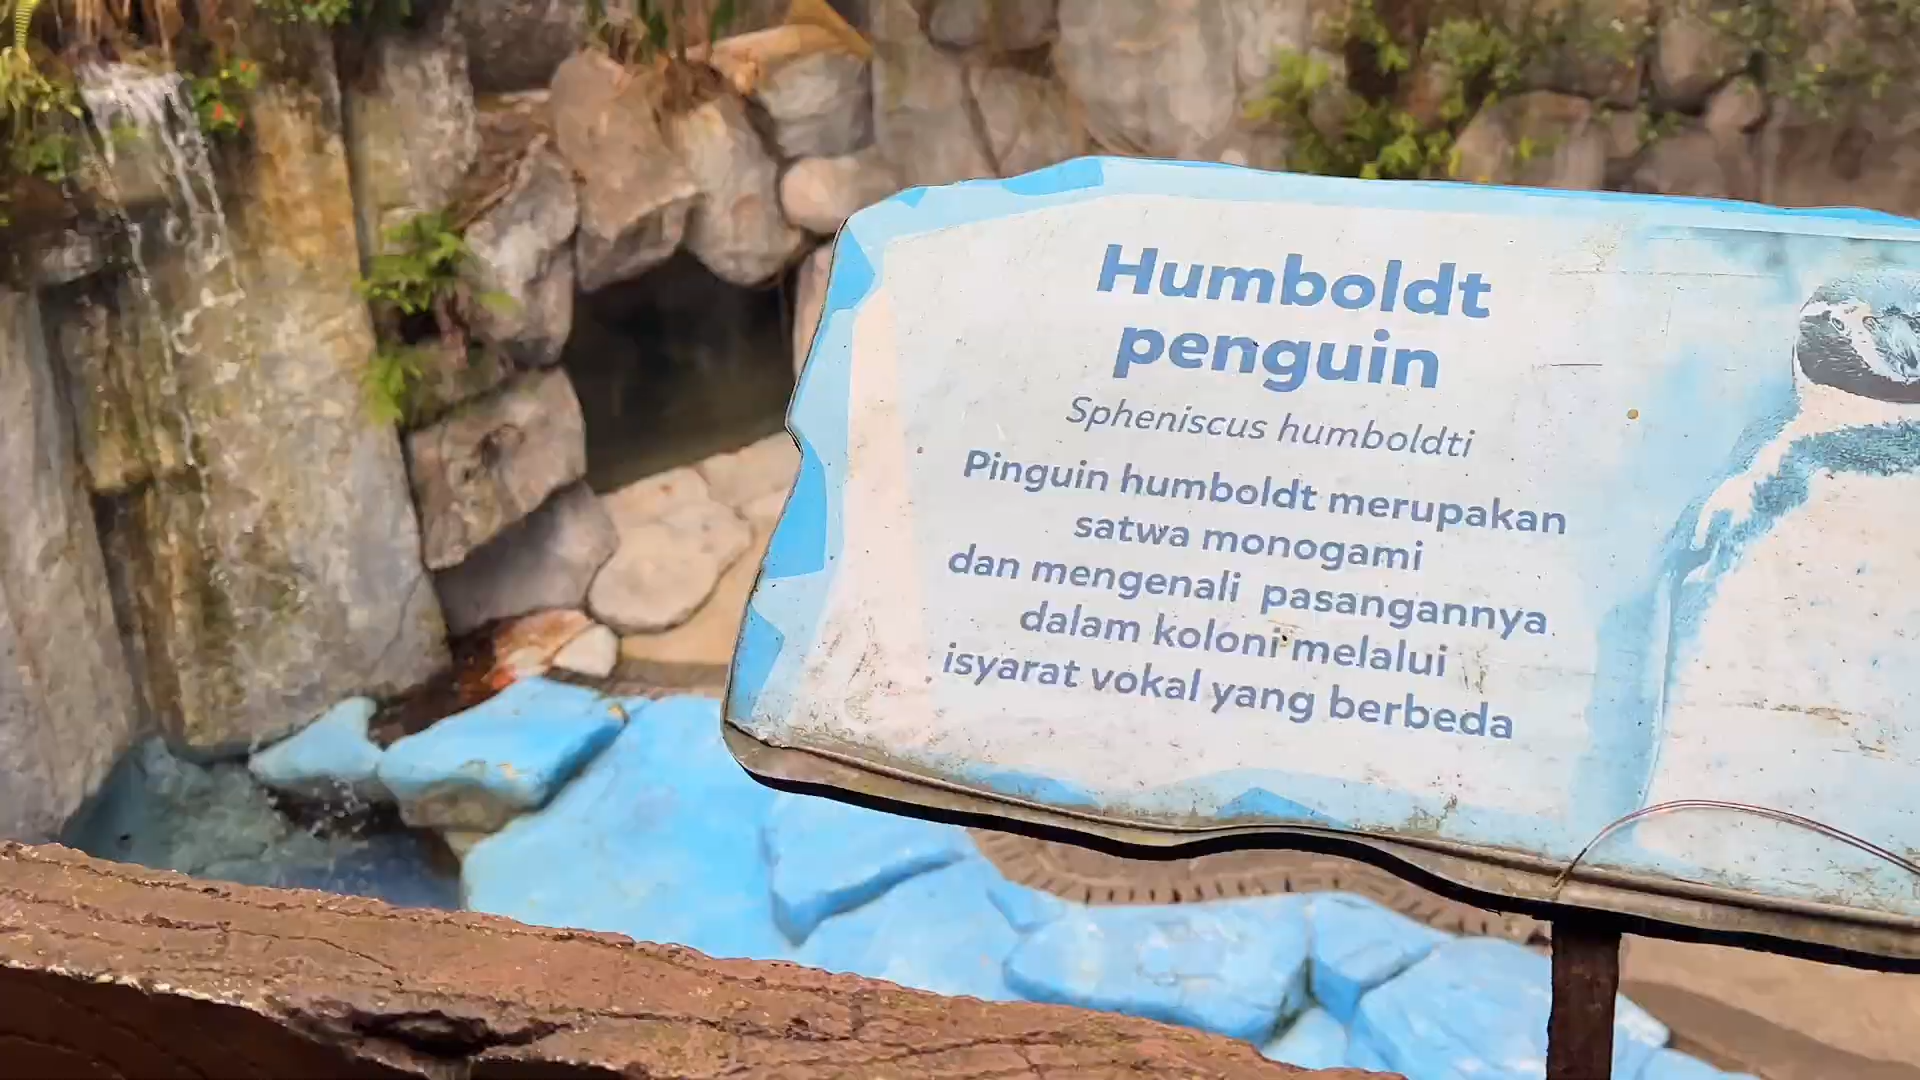 Humboldt
penguin
Spheniscus humboldti
Pinguin humboldt merupakan
satwa monogami
dan mengenali pasangannya
dalam koloni melalui
isyarat vokal yang berbeda